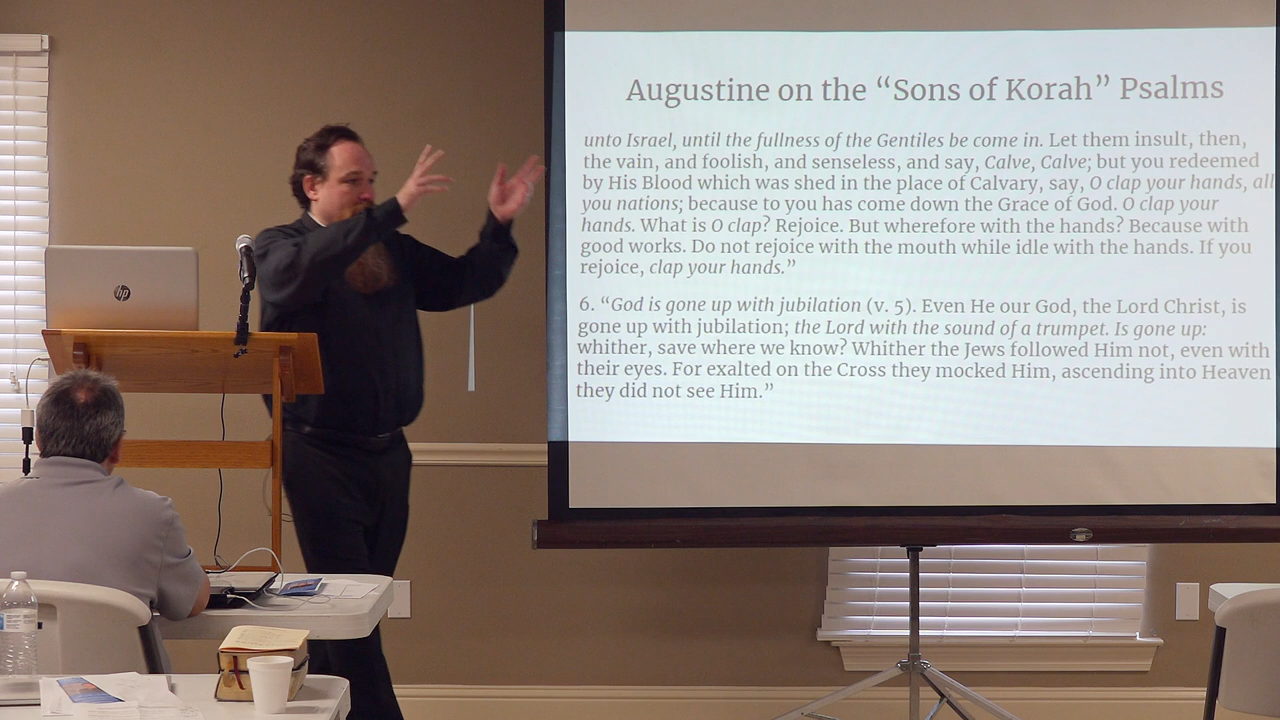 Augustine on the “Sons of Korah” Psalms
unto Israel, until the fullness of the Gentiles be come in. Let them insult, then,
the vain, and foolish, and senseless, and say, Calve, Calve; but you redeemed
by His Blood which was shed in the place of Calvary, say, O clap your hands, all
you nations; because to you has come down the Grace of God. O clap your
hands. What is O clap? Rejoice. But wherefore with the hands? Because with
good works. Do not rejoice with the mouth while idle with the hands. If you
rejoice, clap your hands.”
6. “God is gone up with jubilation (v. 5). Even He our God, the Lord Christ, is
gone up with jubilation; the Lord with the sound of a trumpet. Is gone up:
whither, save where we know? Whither the Jews followed Him not, even with
their eyes. For exalted on the Cross they mocked Him, ascending into Heaven
they did not see Him.”
hp